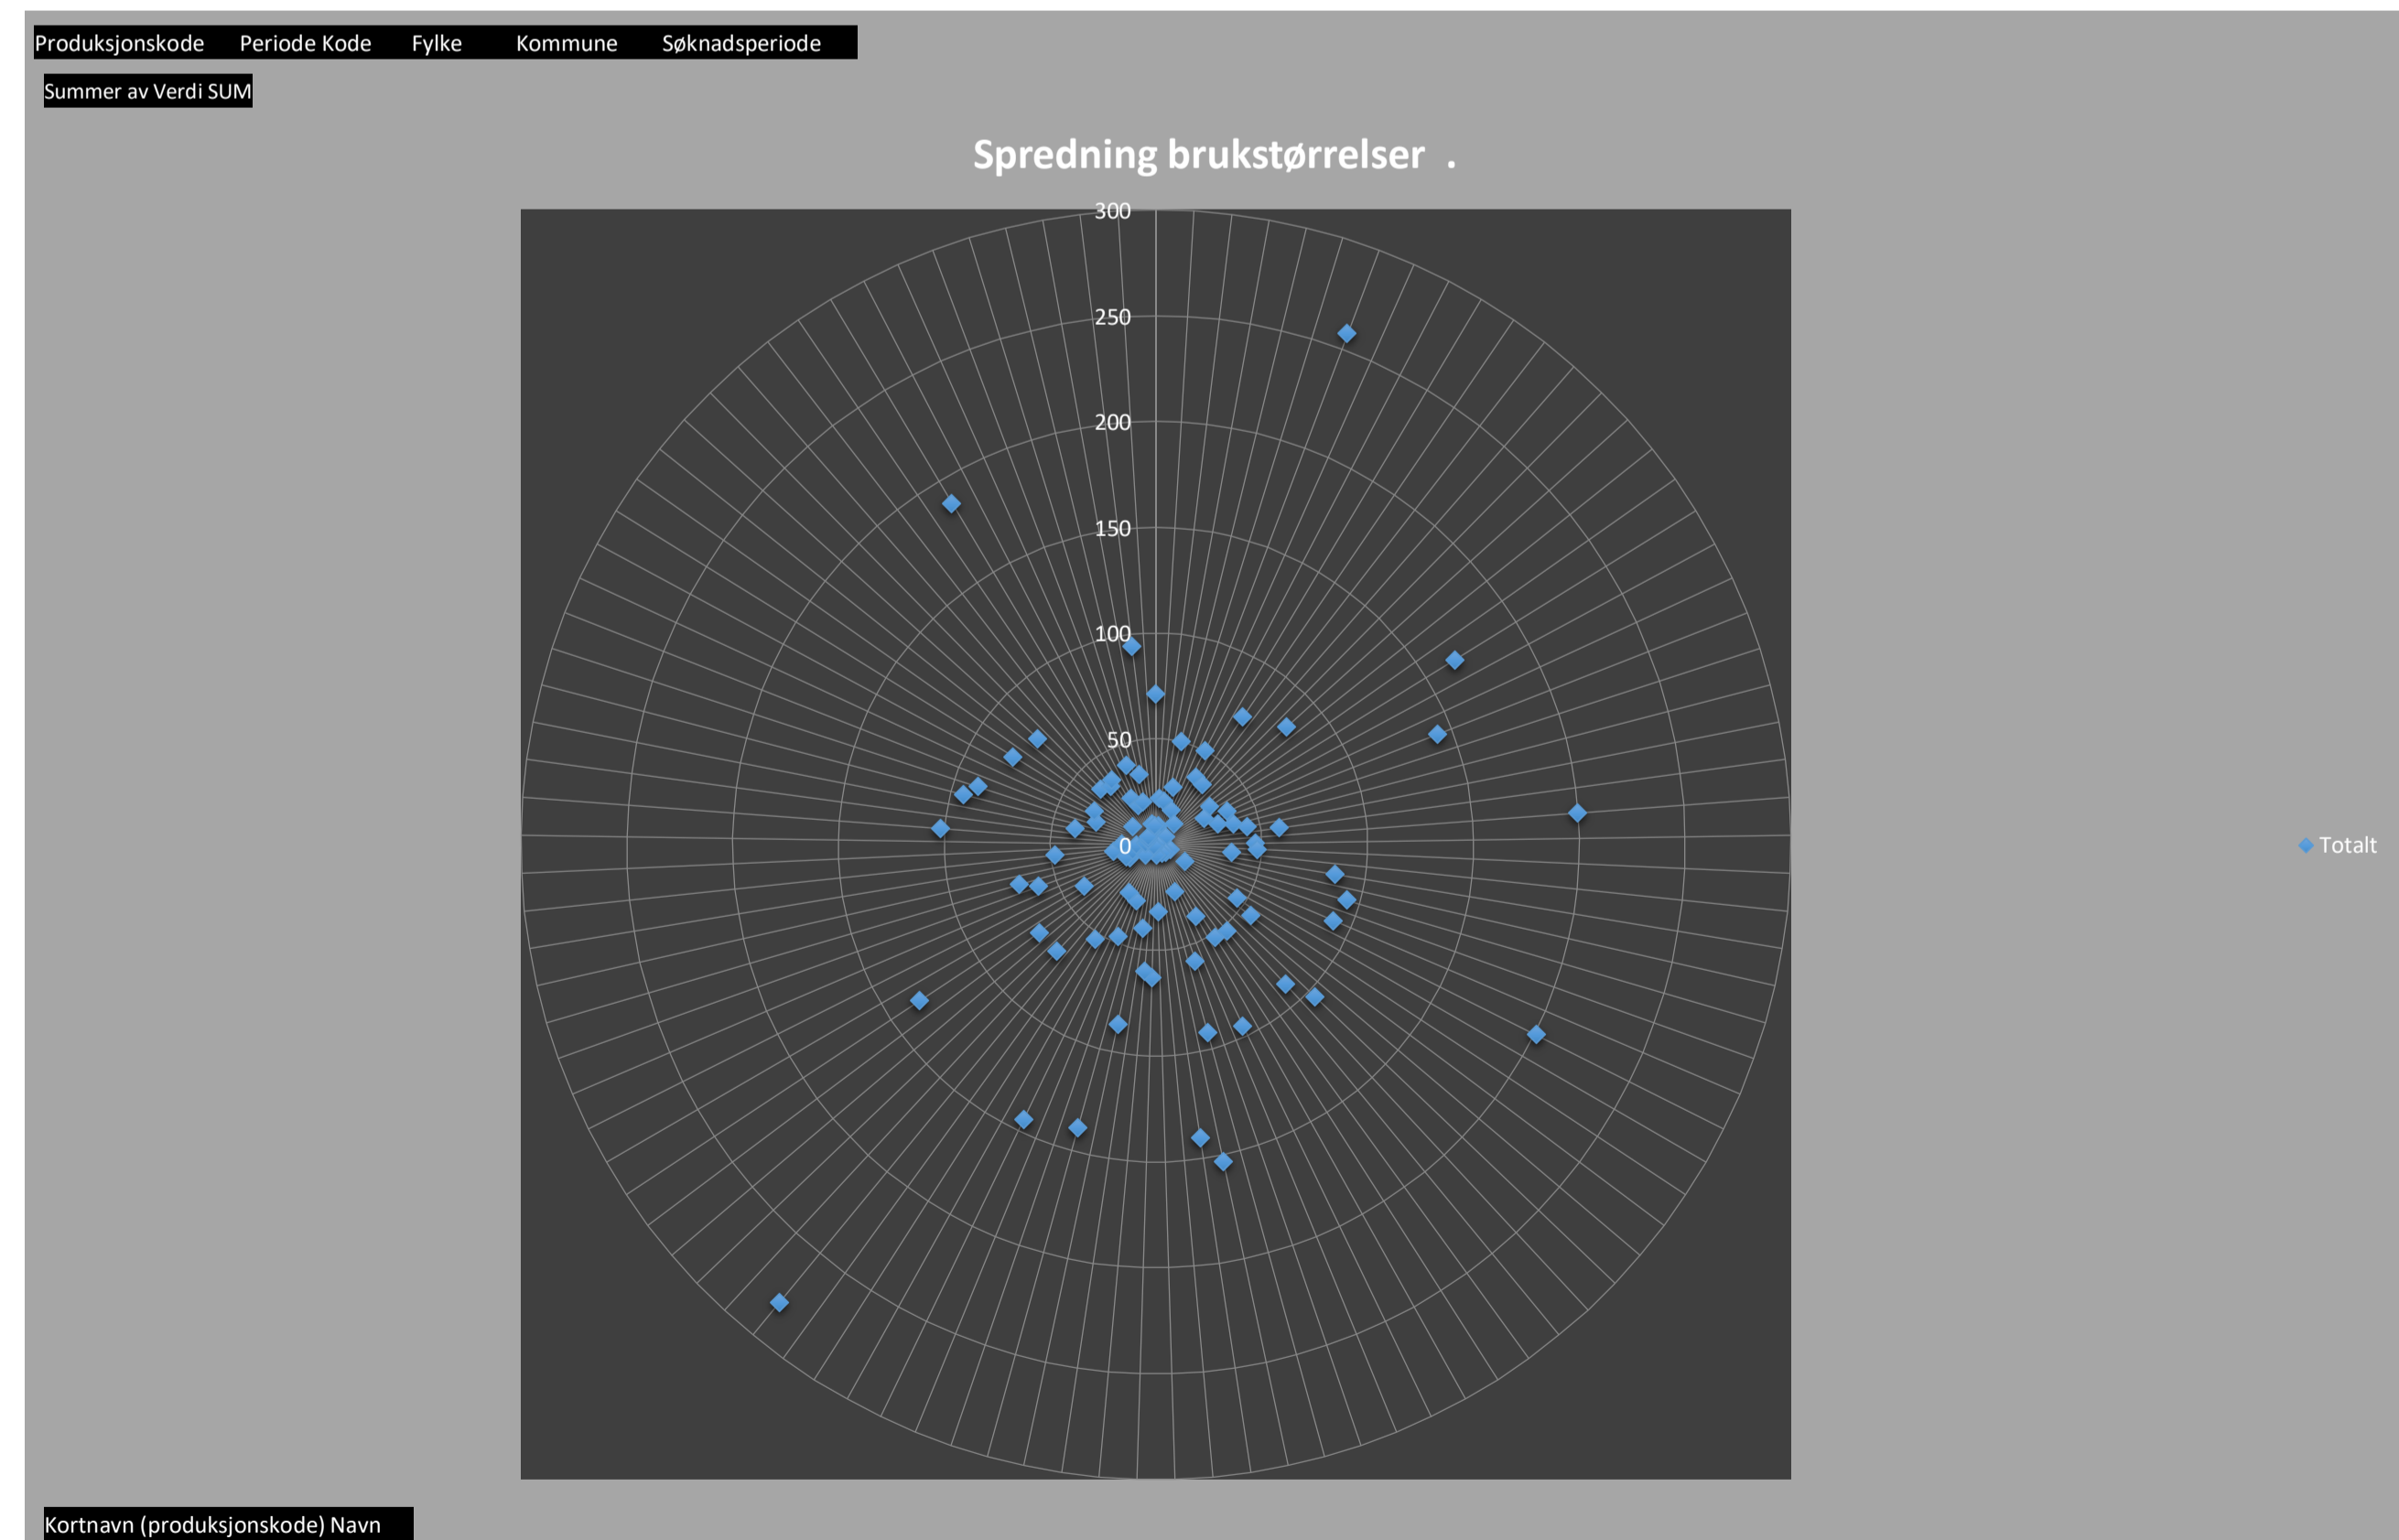 Produksjonskode Periode Kode Fylke Kommune Søknadsperiode
Summer av Verdi SUM
Spredning brukstørrelser .
300
250
200
150
100
50
0
Totalt
Kortnavn (produksjonskode) Navn